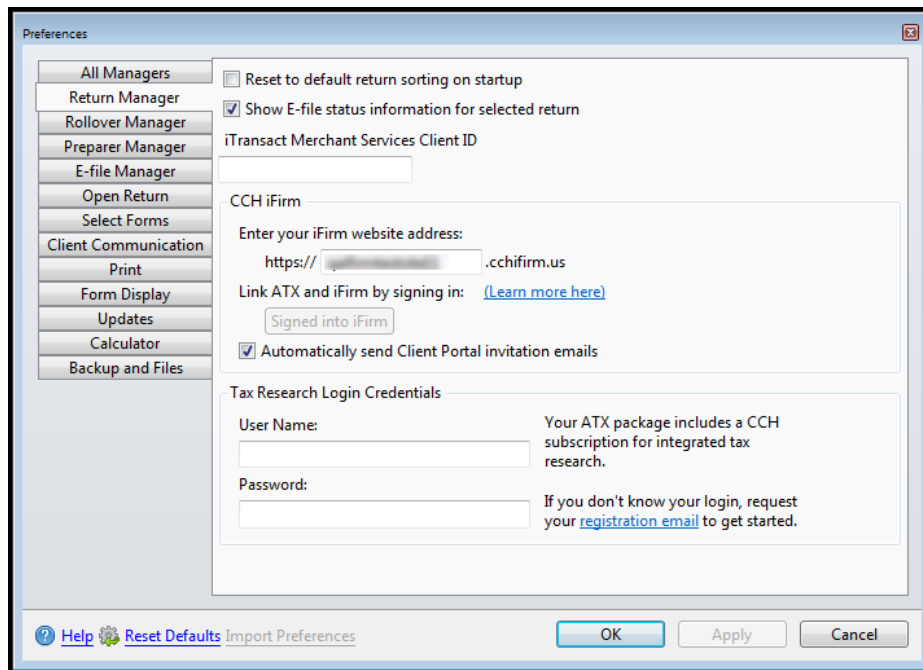 Preferences
All Managers
Return Manager
Rollover Manager
Preparer Manager
E-file Manager
Open Return
Select Forms
Client Communication
Print
Form Display
Updates
Calculator
Backup and Files
Reset to default return sorting on startup
Show E-file status information for selected return
iTransact Merchant Services Client ID
CCH iFirm
Enter your iFirm website address:
https:// .cchifirm.us
Link ATX and iFirm by signing in: (Learn more here)
Signed into iFirm
Automatically send Client Portal invitation emails
Tax Research Login Credentials
User Name:
Password:
Your ATX package includes a CCH
subscription for integrated tax
research.
If you don't know your login, request
your registration email to get started.
Help Reset Defaults Import Preferences
OK Apply Cancel